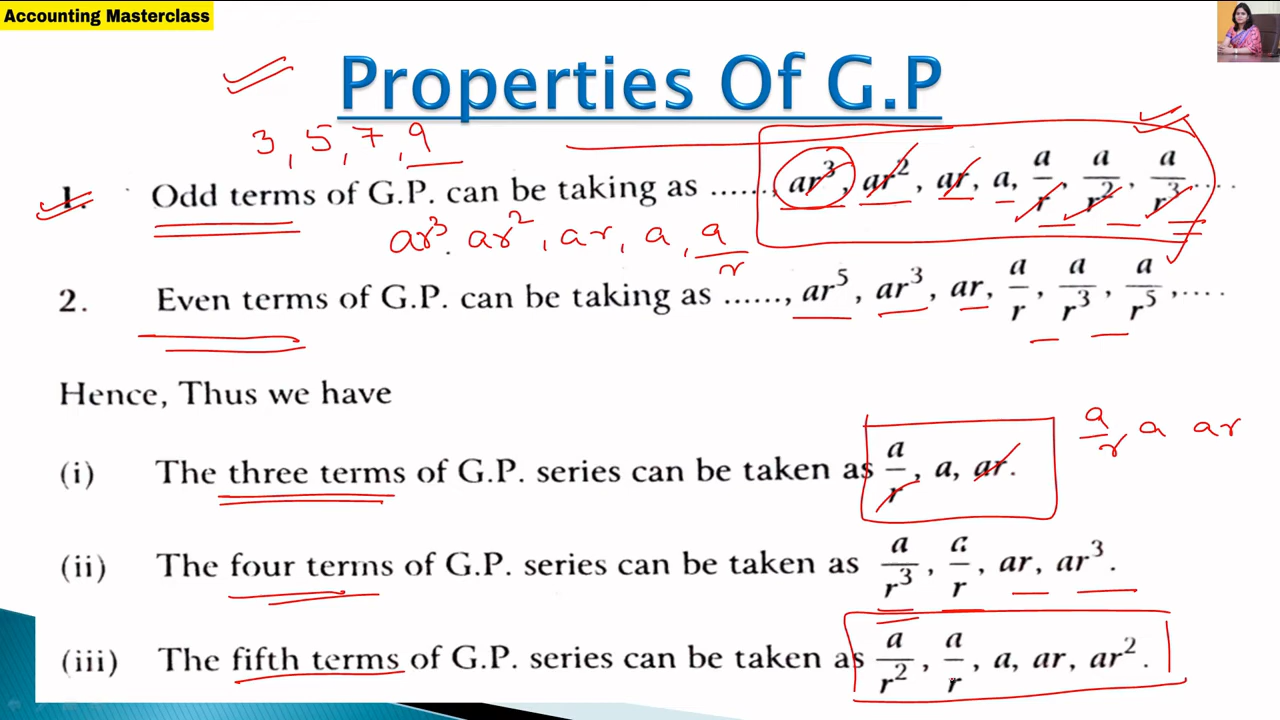 Accounting Masterclass
Properties Of G.P
3, 5, 7, 9
1. Odd terms of G.P. can be taking as ......, ar³, ar², ar, a, a/r, a/r², a/r³, ....
ar³. ar², ar, a, a/r
2. Even terms of G.P. can be taking as ......, ar⁵, ar³, ar, a/r, a/r³, a/r⁵, ....
Hence, Thus we have
a/r a ar
(i) The three terms of G.P. series can be taken as a/r, a, ar.
(ii) The four terms of G.P. series can be taken as a/r³, a/r, ar, ar³.
(iii) The fifth terms of G.P. series can be taken as a/r², a/r, a, ar, ar².